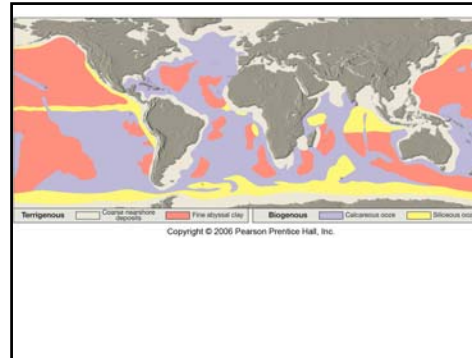 Terrigenous Coarse nearshore deposits Fine abyssal clay Biogenous Calcareous ooze Siliceous ooze
Copyright © 2006 Pearson Prentice Hall, Inc.